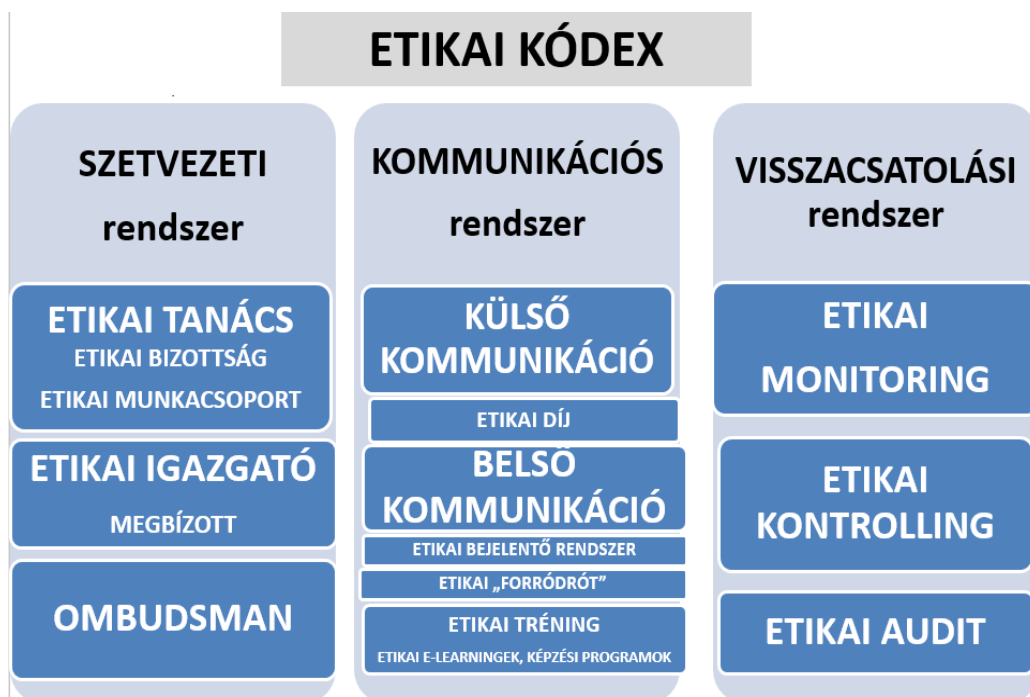 ETIKAI KÓDEX
SZETVEZETI
rendszer
ETIKAI TANÁCS
ETIKAI BIZOTTSÁG
ETIKAI MUNKACSOPORT
ETIKAI IGAZGATÓ
MEGBÍZOTT
OMBUDSMAN
KOMMUNIKÁCIÓS
rendszer
KÜLSŐ
KOMMUNIKÁCIÓ
ETIKAI DÍJ
BELSŐ
KOMMUNIKÁCIÓ
ETIKAI BEJELENTŐ RENDSZER
ETIKAI „FORRÓDRÓT”
ETIKAI TRÉNING
ETIKAI E-LEARNINGEK, KÉPZÉSI PROGRAMOK
VISSZACSATOLÁSI
rendszer
ETIKAI
MONITORING
ETIKAI
KONTROLLING
ETIKAI AUDIT